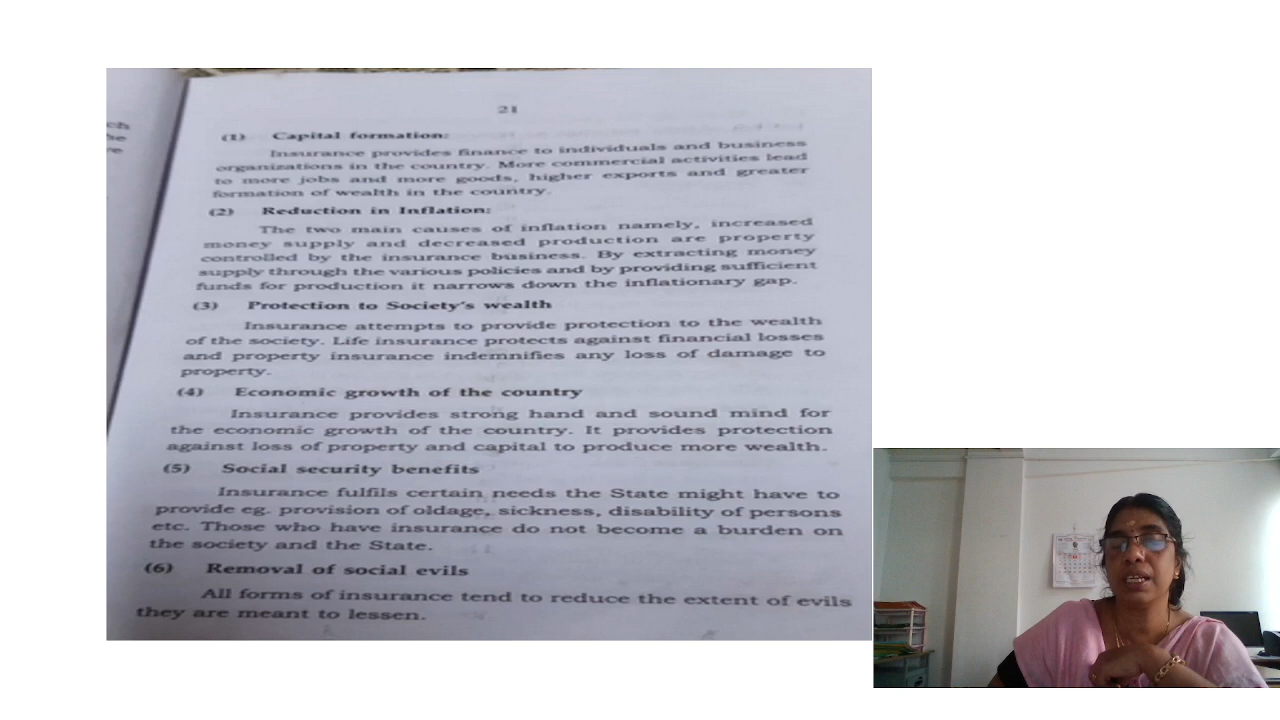 21
(1) Capital formation:
Insurance provides finance to individuals and business
organizations in the country. More commercial activities lead
to more jobs and more goods, higher exports and greater
formation of wealth in the country.
(2) Reduction in Inflation:
The two main causes of inflation namely, increased
money supply and decreased production are property
controlled by the insurance business. By extracting money
supply through the various policies and by providing sufficient
funds for production it narrows down the inflationary gap.
(3) Protection to Society's wealth
Insurance attempts to provide protection to the wealth
of the society. Life insurance protects against financial losses
and property insurance indemnifies any loss of damage to
property.
(4) Economic growth of the country
Insurance provides strong hand and sound mind for
the economic growth of the country. It provides protection
against loss of property and capital to produce more wealth.
(5) Social security benefits
Insurance fulfils certain needs the State might have to
provide eg. provision of oldage, sickness, disability of persons
etc. Those who have insurance do not become a burden on
the society and the State.
(6) Removal of social evils
All forms of insurance tend to reduce the extent of evils
they are meant to lessen.